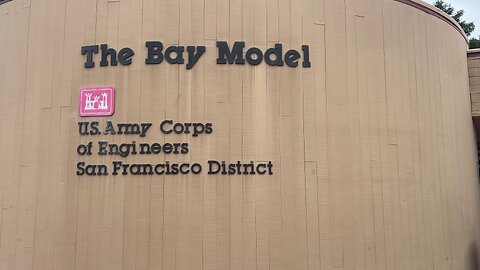 The Bay Model
U.S. Army Corps
of Engineers
San Francisco District